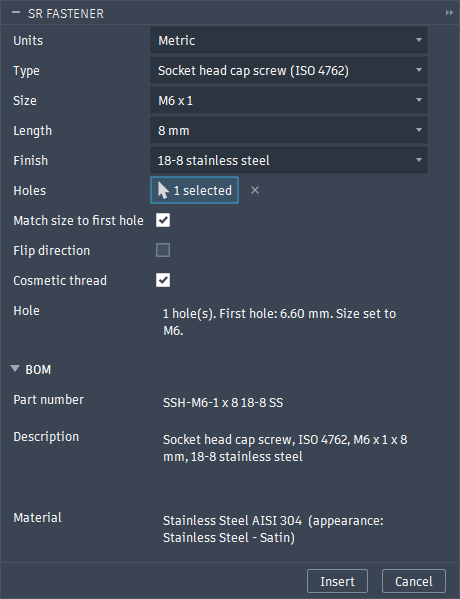 SR FASTENER
Units Metric
Type Socket head cap screw (ISO 4762)
Size M6 x 1
Length 8 mm
Finish 18-8 stainless steel
Holes 1 selected
Match size to first hole
Flip direction
Cosmetic thread
Hole 1 hole(s). First hole: 6.60 mm. Size set to
M6.
BOM
Part number SSH-M6-1 x 8 18-8 SS
Description Socket head cap screw, ISO 4762, M6 x 1 x 8
mm, 18-8 stainless steel
Material Stainless Steel AISI 304 (appearance:
Stainless Steel - Satin)
Insert Cancel